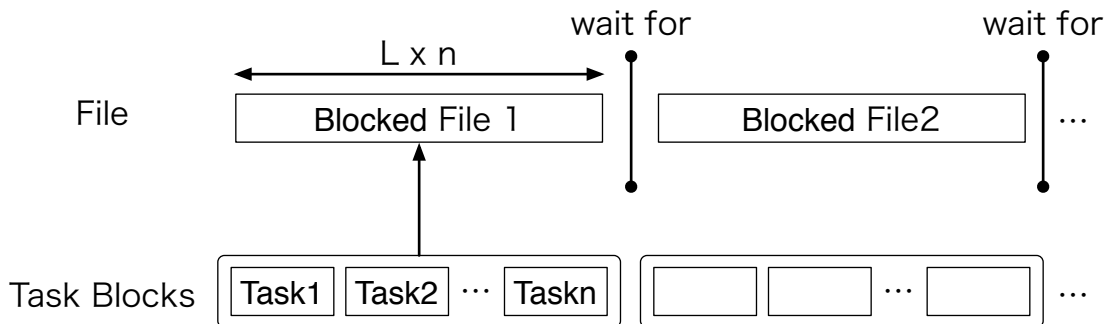 wait for wait for
L x n
File Blocked File 1 Blocked File2 …
Task Blocks Task1 Task2 … Taskn … …